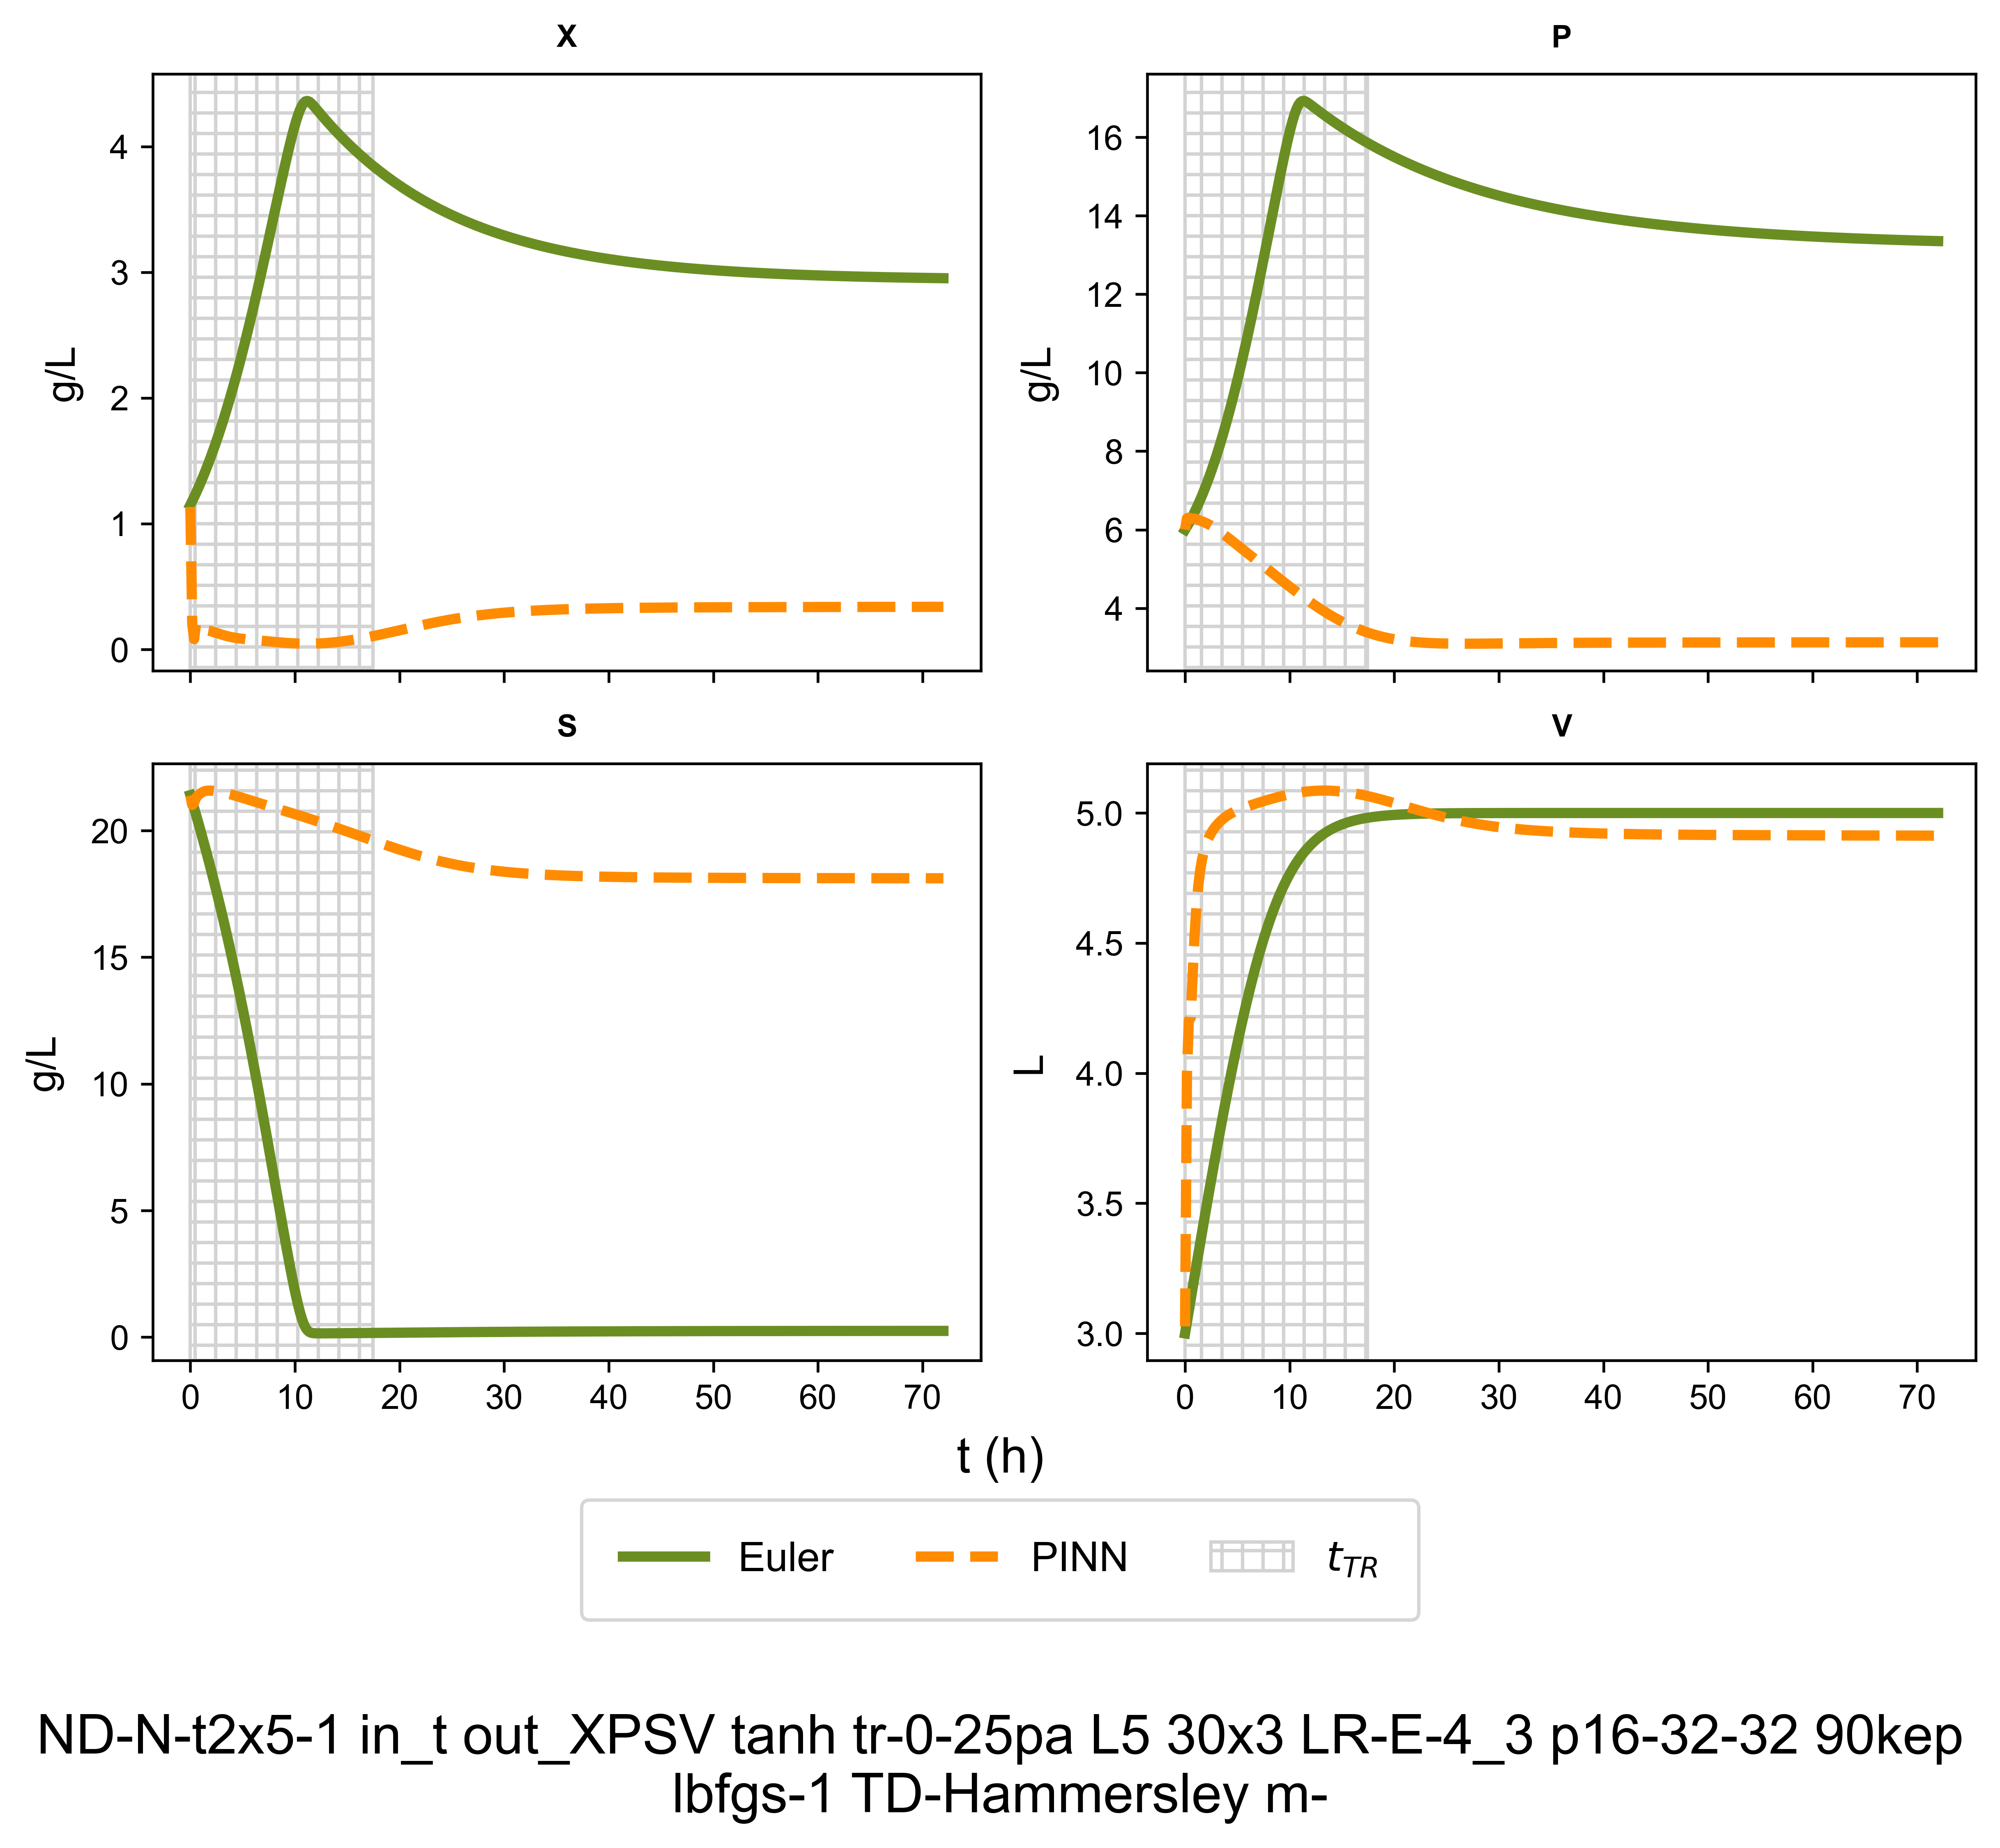 X
P
4
3
2
1
0
g/L
16
14
12
10
8
6
4
g/L
S
V
20
15
10
5
0
g/L
5.0
4.5
4.0
3.5
3.0
L
0 10 20 30 40 50 60 70
0 10 20 30 40 50 60 70
t (h)
Euler PINN t_TR
ND-N-t2x5-1 in_t out_XPSV tanh tr-0-25pa L5 30x3 LR-E-4_3 p16-32-32 90kep
lbfgs-1 TD-Hammersley m-